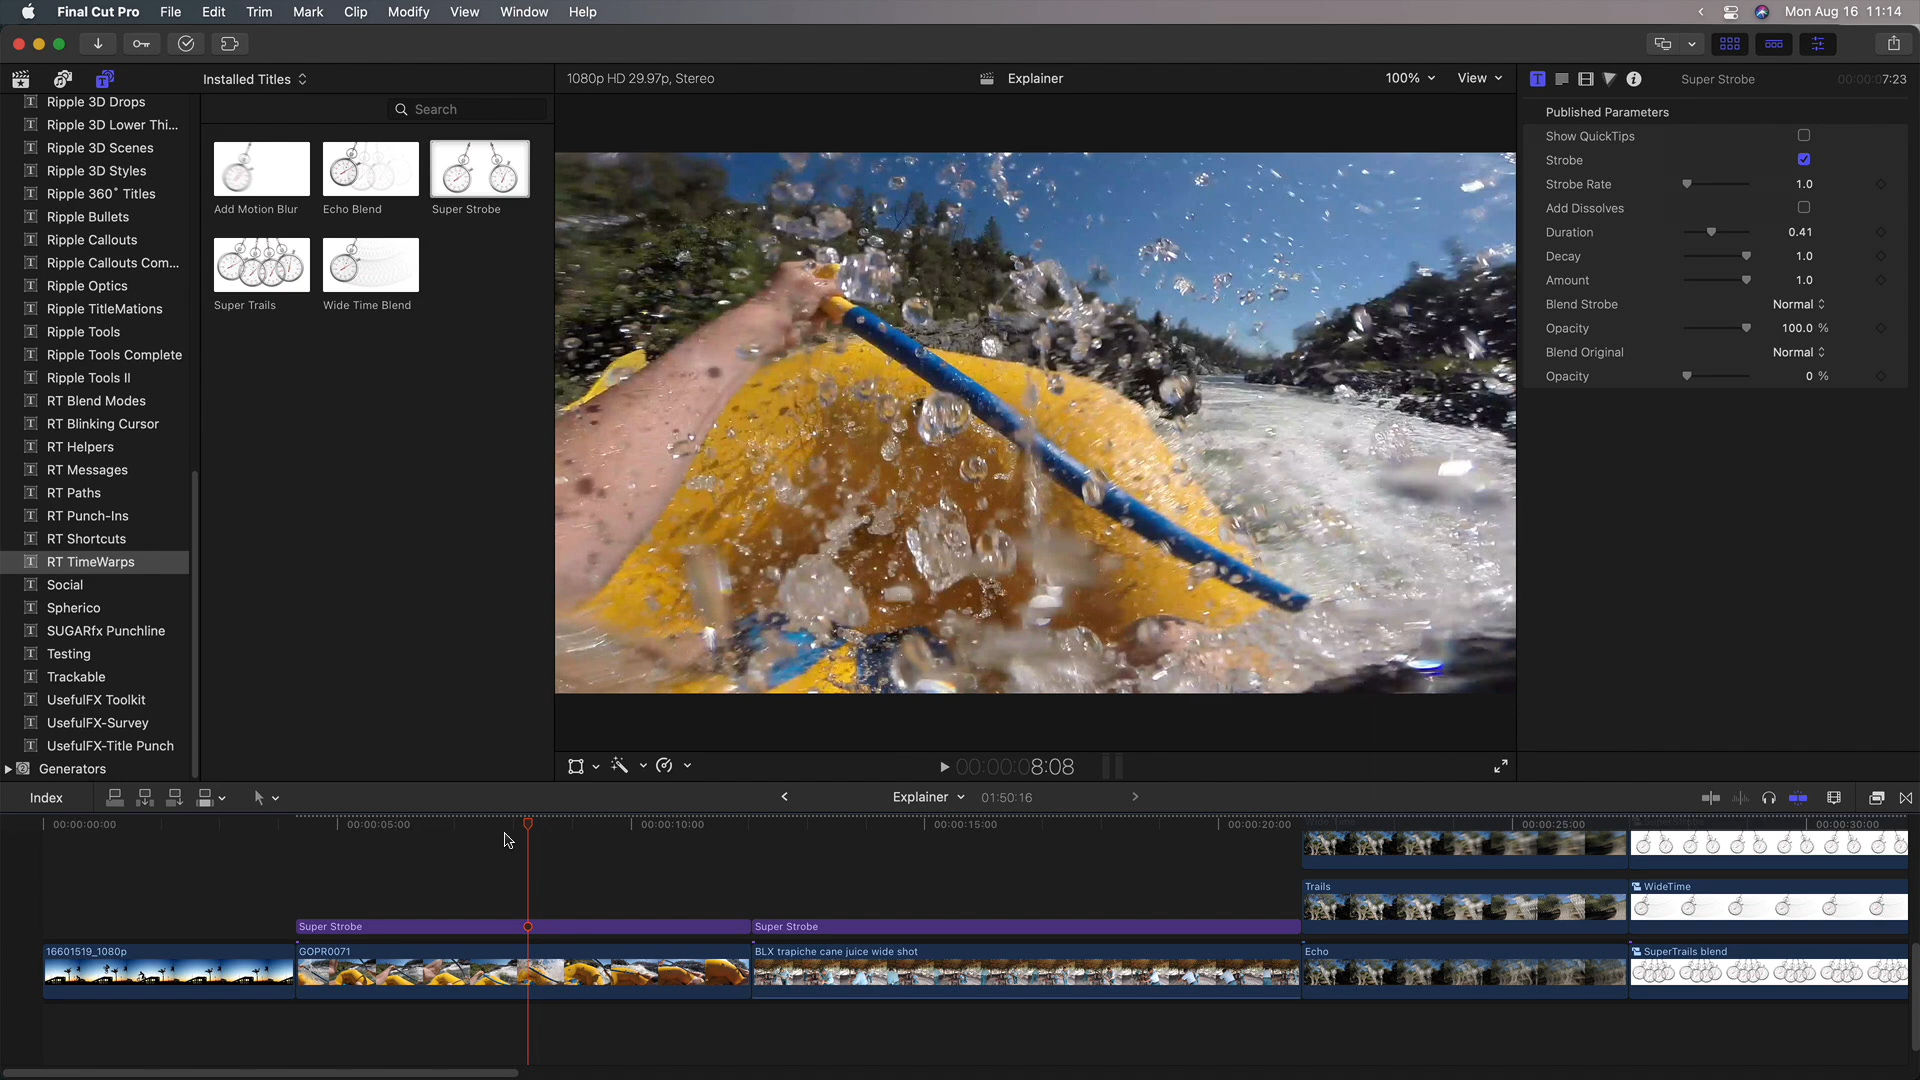 Final Cut Pro File Edit Trim Mark Clip Modify View Window Help Mon Aug 16 11:14
Installed Titles
Search
Ripple 3D Drops
Ripple 3D Lower Thi...
Ripple 3D Scenes
Ripple 3D Styles
Ripple 360° Titles
Ripple Bullets
Ripple Callouts
Ripple Callouts Com...
Ripple Optics
Ripple TitleMations
Ripple Tools
Ripple Tools Complete
Ripple Tools II
RT Blend Modes
RT Blinking Cursor
RT Helpers
RT Messages
RT Paths
RT Punch-Ins
RT Shortcuts
RT TimeWarps
Social
Spherico
SUGARfx Punchline
Testing
Trackable
UsefulFX Toolkit
UsefulFX-Survey
UsefulFX-Title Punch
Generators
Add Motion Blur
Echo Blend
Super Strobe
Super Trails
Wide Time Blend
1080p HD 29.97p, Stereo
Explainer
100%
View
00:00:08:08
Super Strobe
00:00:07:23
Published Parameters
Show QuickTips
Strobe
Strobe Rate 1.0
Add Dissolves
Duration 0.41
Decay 1.0
Amount 1.0
Blend Strobe Normal
Opacity 100.0 %
Blend Original Normal
Opacity 0 %
Index
Explainer 01:50:16
00:00:00:00 00:00:05:00 00:00:10:00 00:00:15:00 00:00:20:00 00:00:25:00 00:00:30:00
Wide Time
SuperStrobe
Trails
WideTime
Super Strobe
Super Strobe
16601519_1080p
GOPR0071
BLX trapiche cane juice wide shot
Echo
SuperTrails blend